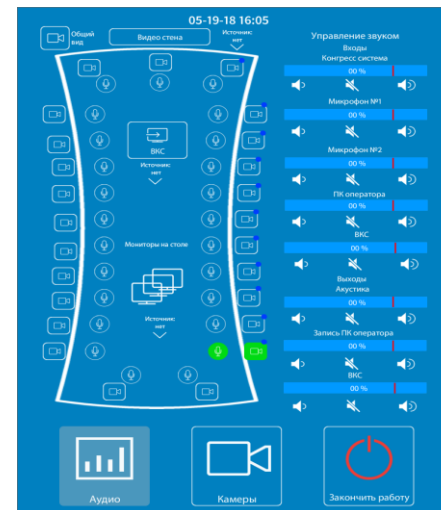 05-19-18 16:05
Общий
вид
Видео стена
Источник:
нет
ВКС
Источник:
нет
Мониторы на столе
Источник:
нет
Управление звуком
Входы
Конгресс система
00 %
Микрофон №1
00 %
Микрофон №2
00 %
ПК оператора
00 %
ВКС
00 %
Выходы
Акустика
00 %
Запись ПК оператора
00 %
ВКС
00 %
Аудио
Камеры
Закончить работу